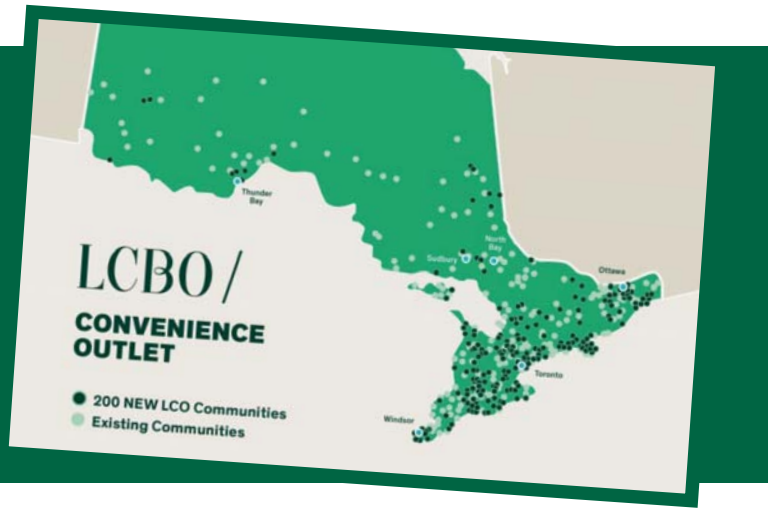 Thunder
Bay
North
Bay
Sudbury
Ottawa
LCBO/
CONVENIENCE
OUTLET
Toronto
200 NEW LCO Communities
Existing Communities
Windsor